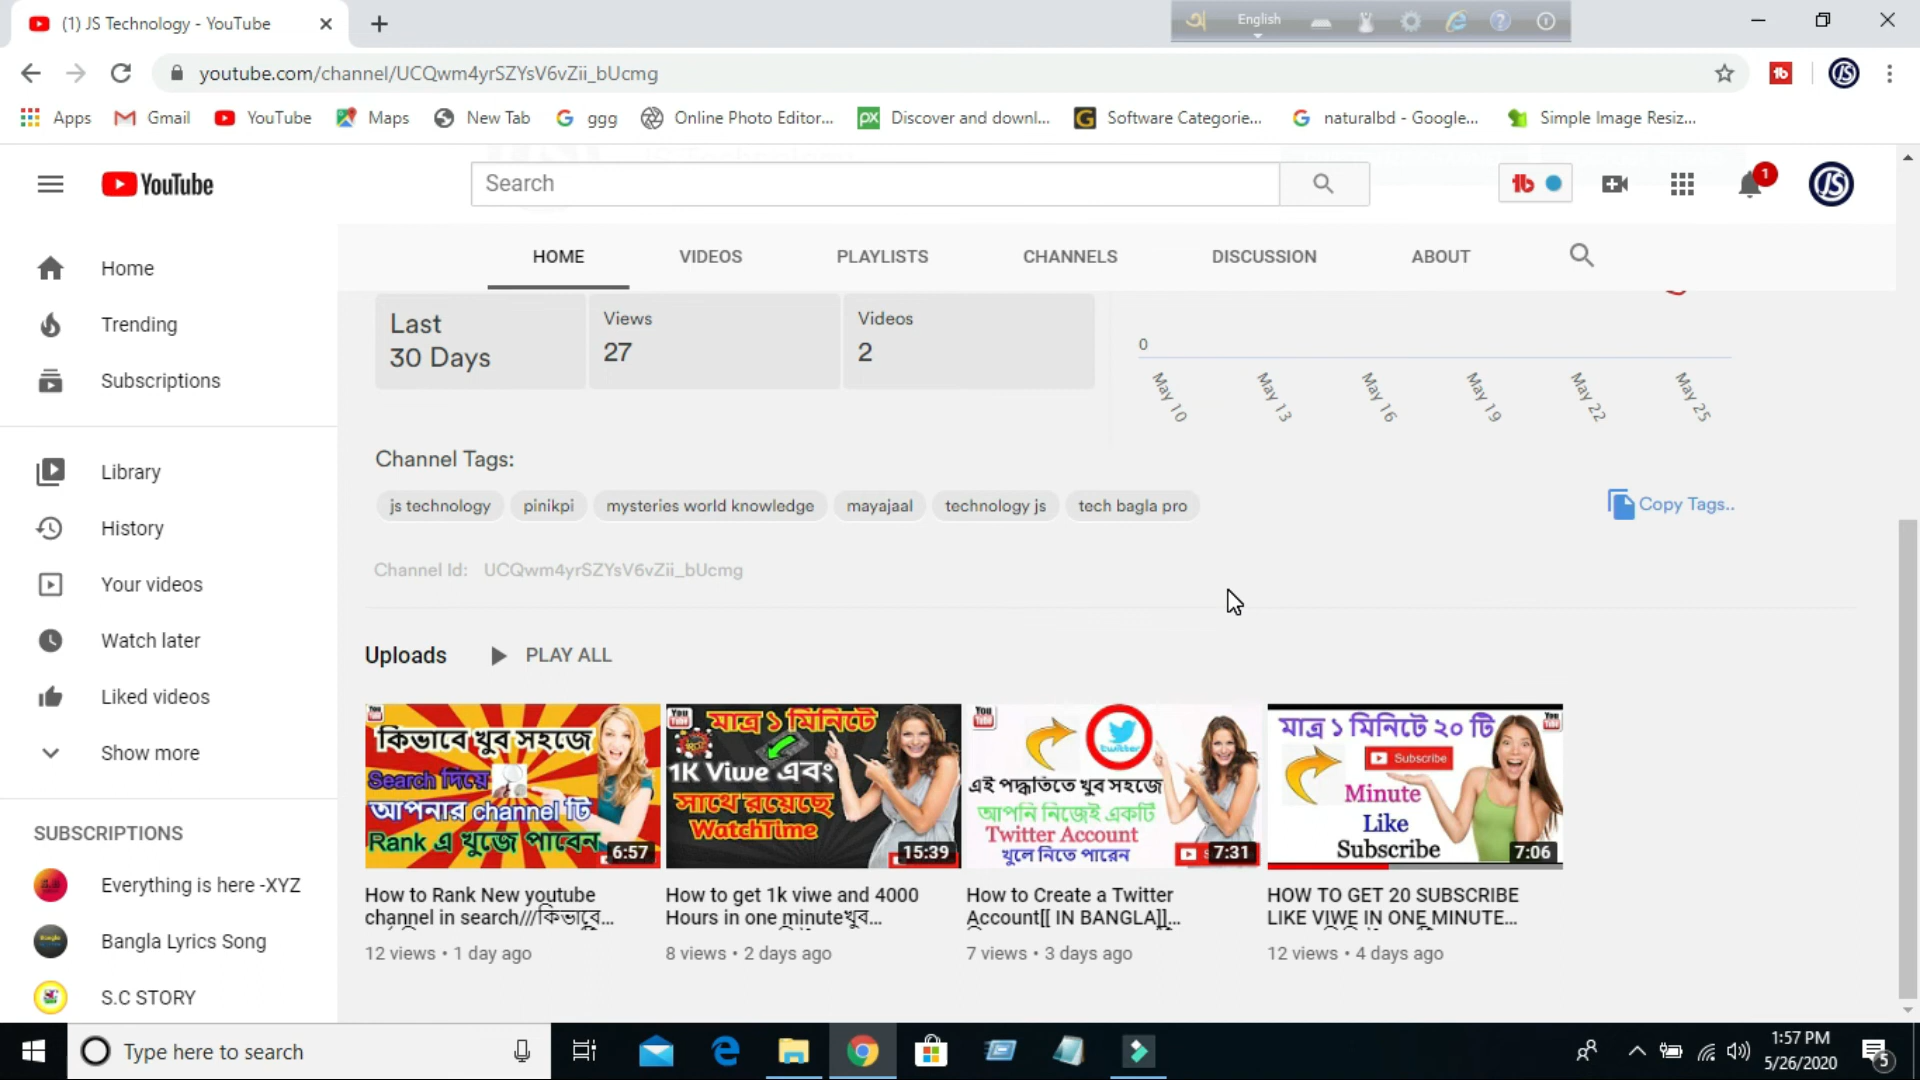 (1) JS Technology - YouTube
English
youtube.com/channel/UCQwm4yrSZYsV6vZii_bUcmg
Apps
Gmail
YouTube
Maps
New Tab
ggg
Online Photo Editor...
Discover and downl...
Software Categorie...
naturalbd - Google...
Simple Image Resiz...
YouTube
Search
1
HOME
VIDEOS
PLAYLISTS
CHANNELS
DISCUSSION
ABOUT
Home
Trending
Subscriptions
Library
History
Your videos
Watch later
Liked videos
Show more
SUBSCRIPTIONS
Everything is here -XYZ
Bangla Lyrics Song
S.C STORY
Last
30 Days
Views
27
Videos
2
0
May 10
May 13
May 16
May 19
May 22
May 25
Channel Tags:
js technology
pinikpi
mysteries world knowledge
mayajaal
technology js
tech bagla pro
Copy Tags..
Channel Id: UCQwm4yrSZYsV6vZii_bUcmg
Uploads
PLAY ALL
কিভাবে খুব সহজে
Search দিয়ে
আপনার channel টি
Rank এ খুজে পাবেন
6:57
How to Rank New youtube
channel in search///কিভাবে...
12 views • 1 day ago
মাত্র ১ মিনিটে
1K Viwe এবং
সাথে রয়েছে
WatchTime
15:39
How to get 1k viwe and 4000
Hours in one minuteখুব...
8 views • 2 days ago
twitter
এই পদ্ধতিতে খুব সহজে
আপনি নিজেই একটি
Twitter Account
খুলে নিতে পারেন
7:31
How to Create a Twitter
Account[[ IN BANGLA]]...
7 views • 3 days ago
মাত্র ১ মিনিটে ২০ টি
Subscribe
Minute
Like
Subscribe
7:06
HOW TO GET 20 SUBSCRIBE
LIKE VIWE IN ONE MINUTE...
12 views • 4 days ago
Type here to search
1:57 PM
5/26/2020
5